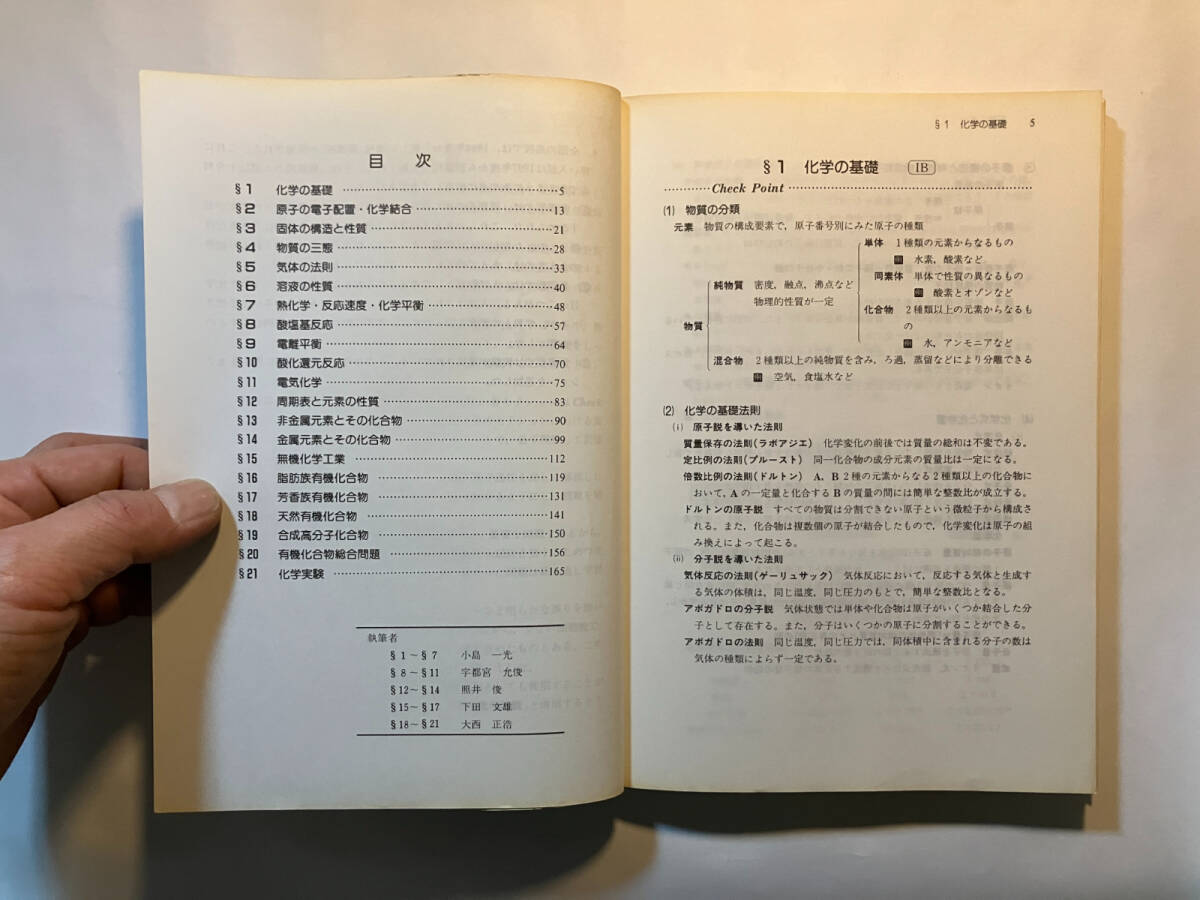 目 次
§1 化学の基礎 5
§2 原子の電子配置・化学結合 13
§3 固体の構造と性質 21
§4 物質の三態 28
§5 気体の法則 33
§6 溶液の性質 40
§7 熱化学・反応速度・化学平衡 48
§8 酸塩基反応 57
§9 電離平衡 64
§10 酸化還元反応 70
§11 電気化学 75
§12 周期表と元素の性質 83
§13 非金属元素とその化合物 90
§14 金属元素とその化合物 99
§15 無機化学工業 112
§16 脂肪族有機化合物 119
§17 芳香族有機化合物 131
§18 天然有機化合物 141
§19 合成高分子化合物 150
§20 有機化合物総合問題 156
§21 化学実験 165
執筆者
§1～§7 小島 一光
§8～§11 宇都宮 允俊
§12～§14 照井 俊
§15～§17 下田 文雄
§18～§21 大西 正浩
§1 化学の基礎 5
§1 化学の基礎 IB
Check Point
(1) 物質の分類
元素 物質の構成要素で，原子番号別にみた原子の種類
単体 1種類の元素からなるもの
例 水素，酸素など
純物質 密度，融点，沸点など
同素体 単体で性質の異なるもの
物理的性質が一定
例 酸素とオゾンなど
化合物 2種類以上の元素からなるも
の
物質
例 水，アンモニアなど
混合物 2種類以上の純物質を含み，ろ過，蒸留などにより分離できる
例 空気，食塩水など
(2) 化学の基礎法則
(i) 原子説を導いた法則
質量保存の法則(ラボアジエ) 化学変化の前後では質量の総和は不変である。
定比例の法則(プルースト) 同一化合物の成分元素の質量比は一定になる。
倍数比例の法則(ドルトン) A，B 2種の元素からなる2種類以上の化合物に
おいて，Aの一定量と化合するBの質量の間には簡単な整数比が成立する。
ドルトンの原子説 すべての物質は分割できない原子という微粒子から構成さ
れる。また，化合物は複数個の原子が結合したもので，化学変化は原子の組
み換えによって起こる。
(ii) 分子説を導いた法則
気体反応の法則(ゲーリュサック) 気体反応において，反応する気体と生成す
る気体の体積は，同じ温度，同じ圧力のもとで，簡単な整数比となる。
アボガドロの分子説 気体状態では単体や化合物は原子がいくつか結合した分
子として存在する。また，分子はいくつかの原子に分割することができる。
アボガドロの法則 同じ温度，同じ圧力では，同体積中に含まれる分子の数は
気体の種類によらず一定である。